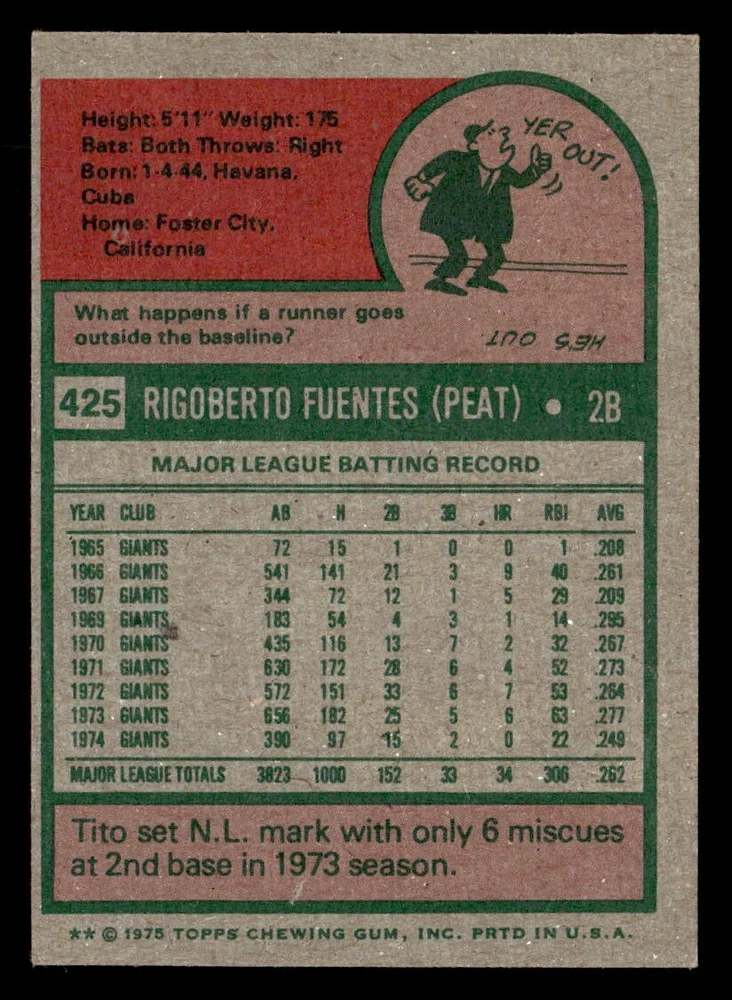 Height: 5'11" Weight: 175
Bats: Both Throws: Right
Born: 1-4-44, Havana,
Cuba
Home: Foster City,
California
YER
OUT!
What happens if a runner goes
outside the baseline?
HE'S OUT
425 RIGOBERTO FUENTES (PEAT) • 2B
MAJOR LEAGUE BATTING RECORD
YEAR CLUB AB H 2B 3B HR RBI AVG
1965 GIANTS 72 15 1 0 0 1 .208
1966 GIANTS 541 141 21 3 9 40 .261
1967 GIANTS 344 72 12 1 5 29 .209
1969 GIANTS 183 54 4 3 1 14 .295
1970 GIANTS 435 116 13 7 2 32 .267
1971 GIANTS 630 172 28 6 4 52 .273
1972 GIANTS 572 151 33 6 7 53 .264
1973 GIANTS 656 182 25 5 6 63 .277
1974 GIANTS 390 97 15 2 0 22 .249
MAJOR LEAGUE TOTALS 3823 1000 152 33 34 306 .262
Tito set N.L. mark with only 6 miscues
at 2nd base in 1973 season.
** © 1975 TOPPS CHEWING GUM, INC. PRTD IN U.S.A.